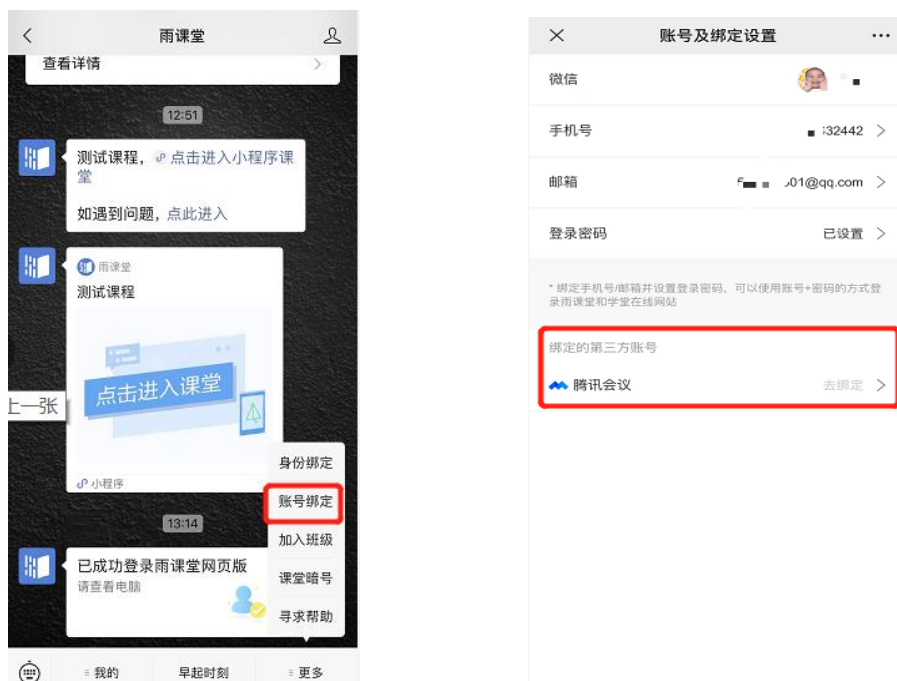 雨课堂
查看详情
12:51
测试课程，点击进入小程序课
堂
如遇到问题，点此进入
雨课堂
测试课程
点击进入课堂
上一张
小程序
身份绑定
账号绑定
加入班级
课堂暗号
寻求帮助
13:14
已成功登录雨课堂网页版
请查看电脑
我的
早起时刻
更多
账号及绑定设置
微信
手机号
32442
邮箱
01@qq.com
登录密码
已设置
* 绑定手机号/邮箱并设置登录密码，可以使用账号+密码的方式登
录雨课堂和学堂在线网站
绑定的第三方账号
腾讯会议
去绑定